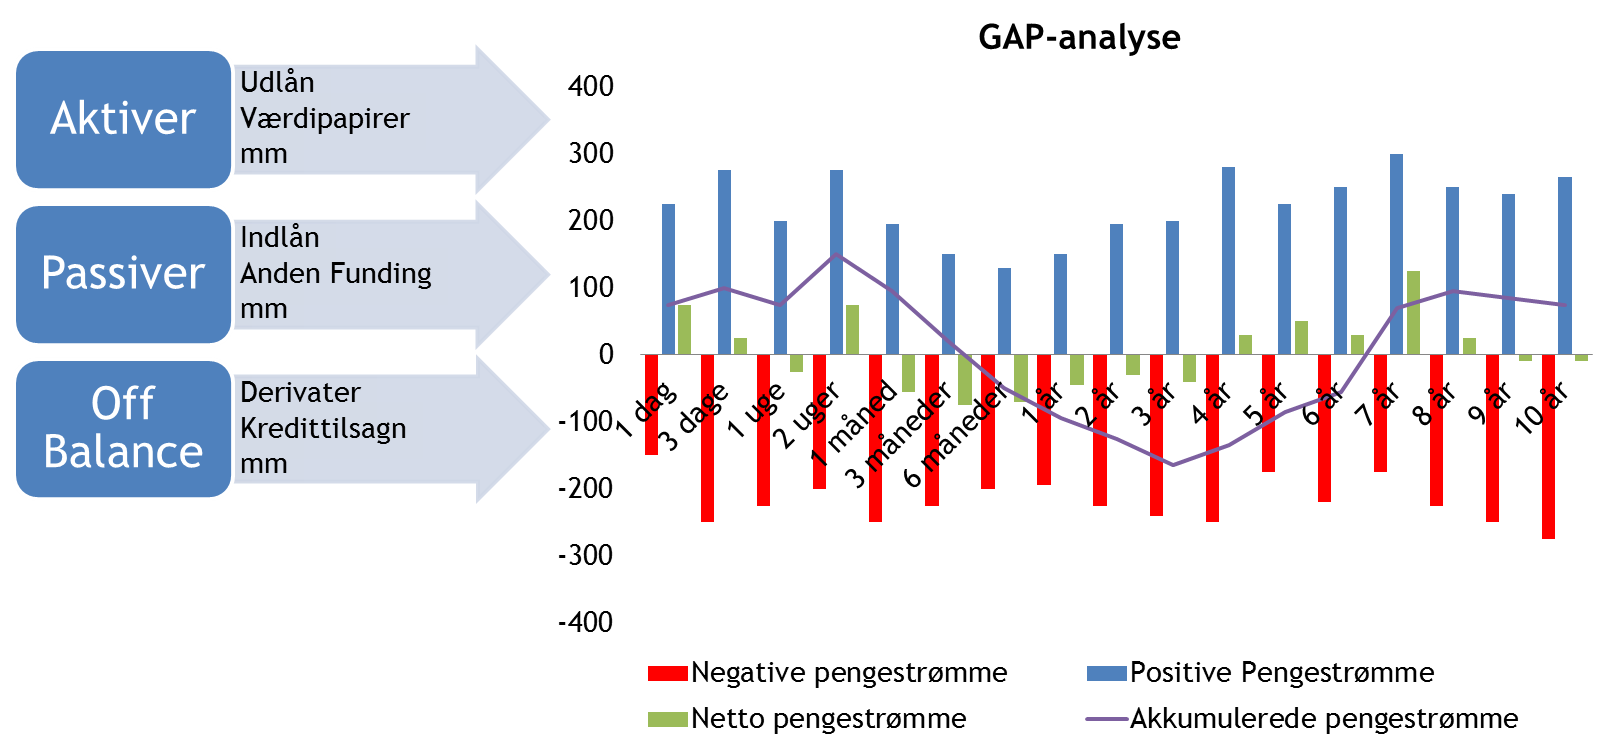 Aktiver
Udlån
Værdipapirer
mm
Passiver
Indlån
Anden Funding
mm
Off
Balance
Derivater
Kredittilsagn
mm
GAP-analyse
400
300
200
100
0
-100
-200
-300
-400
1 dag
3 dage
1 uge
2 uger
1 måned
3 måneder
6 måneder
1 år
2 år
3 år
4 år
5 år
6 år
7 år
8 år
9 år
10 år
Negative pengestrømme
Positive Pengestrømme
Netto pengestrømme
Akkumulerede pengestrømme